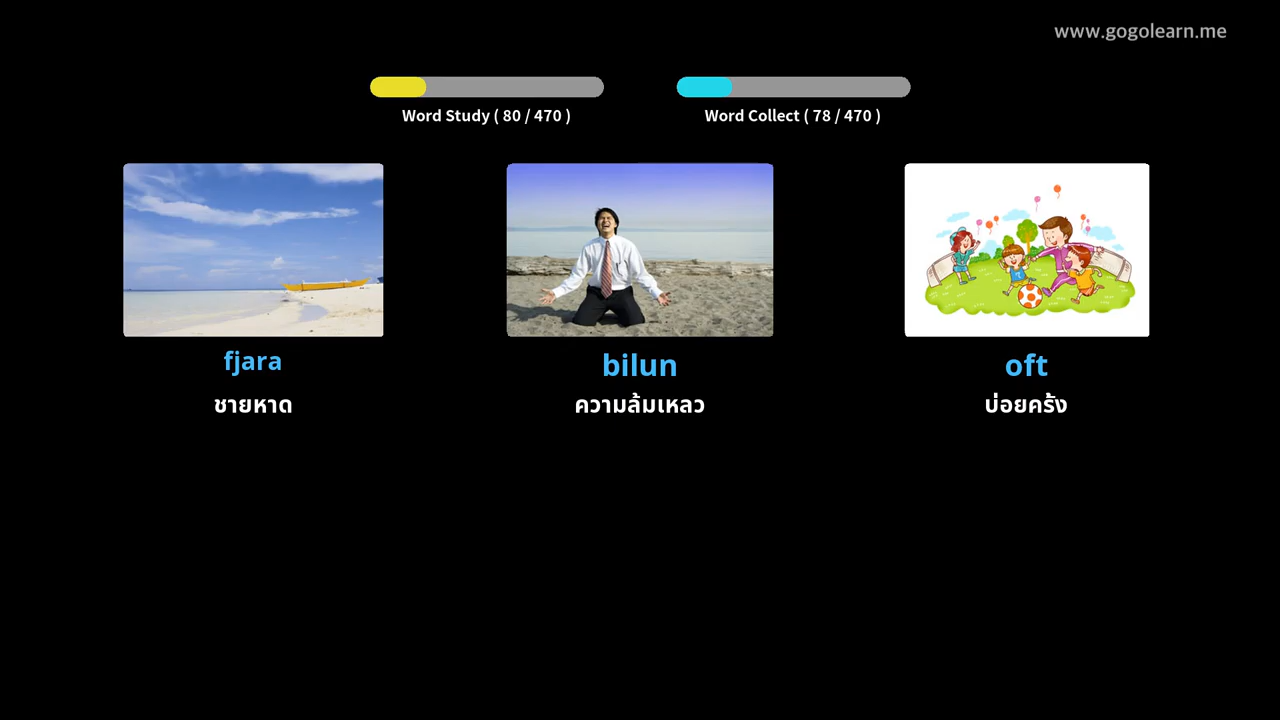 www.gogolearn.me
Word Study ( 80 / 470 )
Word Collect ( 78 / 470 )
fjara
bilun
oft
ชายหาด
ความล้มเหลว
บ่อยครั้ง